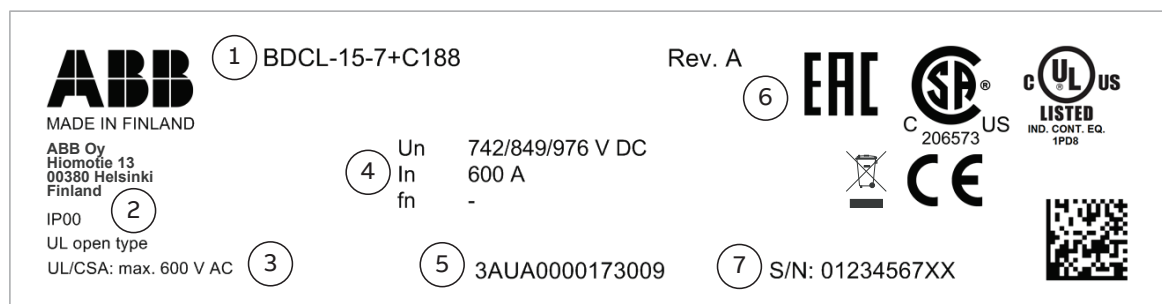 ABB
MADE IN FINLAND
ABB Oy
Hiomotie 13
00380 Helsinki
Finland
2
IP00
UL open type
UL/CSA: max. 600 V AC
3
1 BDCL-15-7+C188
Rev. A
4
Un 742/849/976 V DC
In 600 A
fn -
5 3AUA0000173009
6
EAC
CSA ®
C US
206573
C UL ® US
LISTED
IND. CONT. EQ.
1PD8
CE
7 S/N: 01234567XX